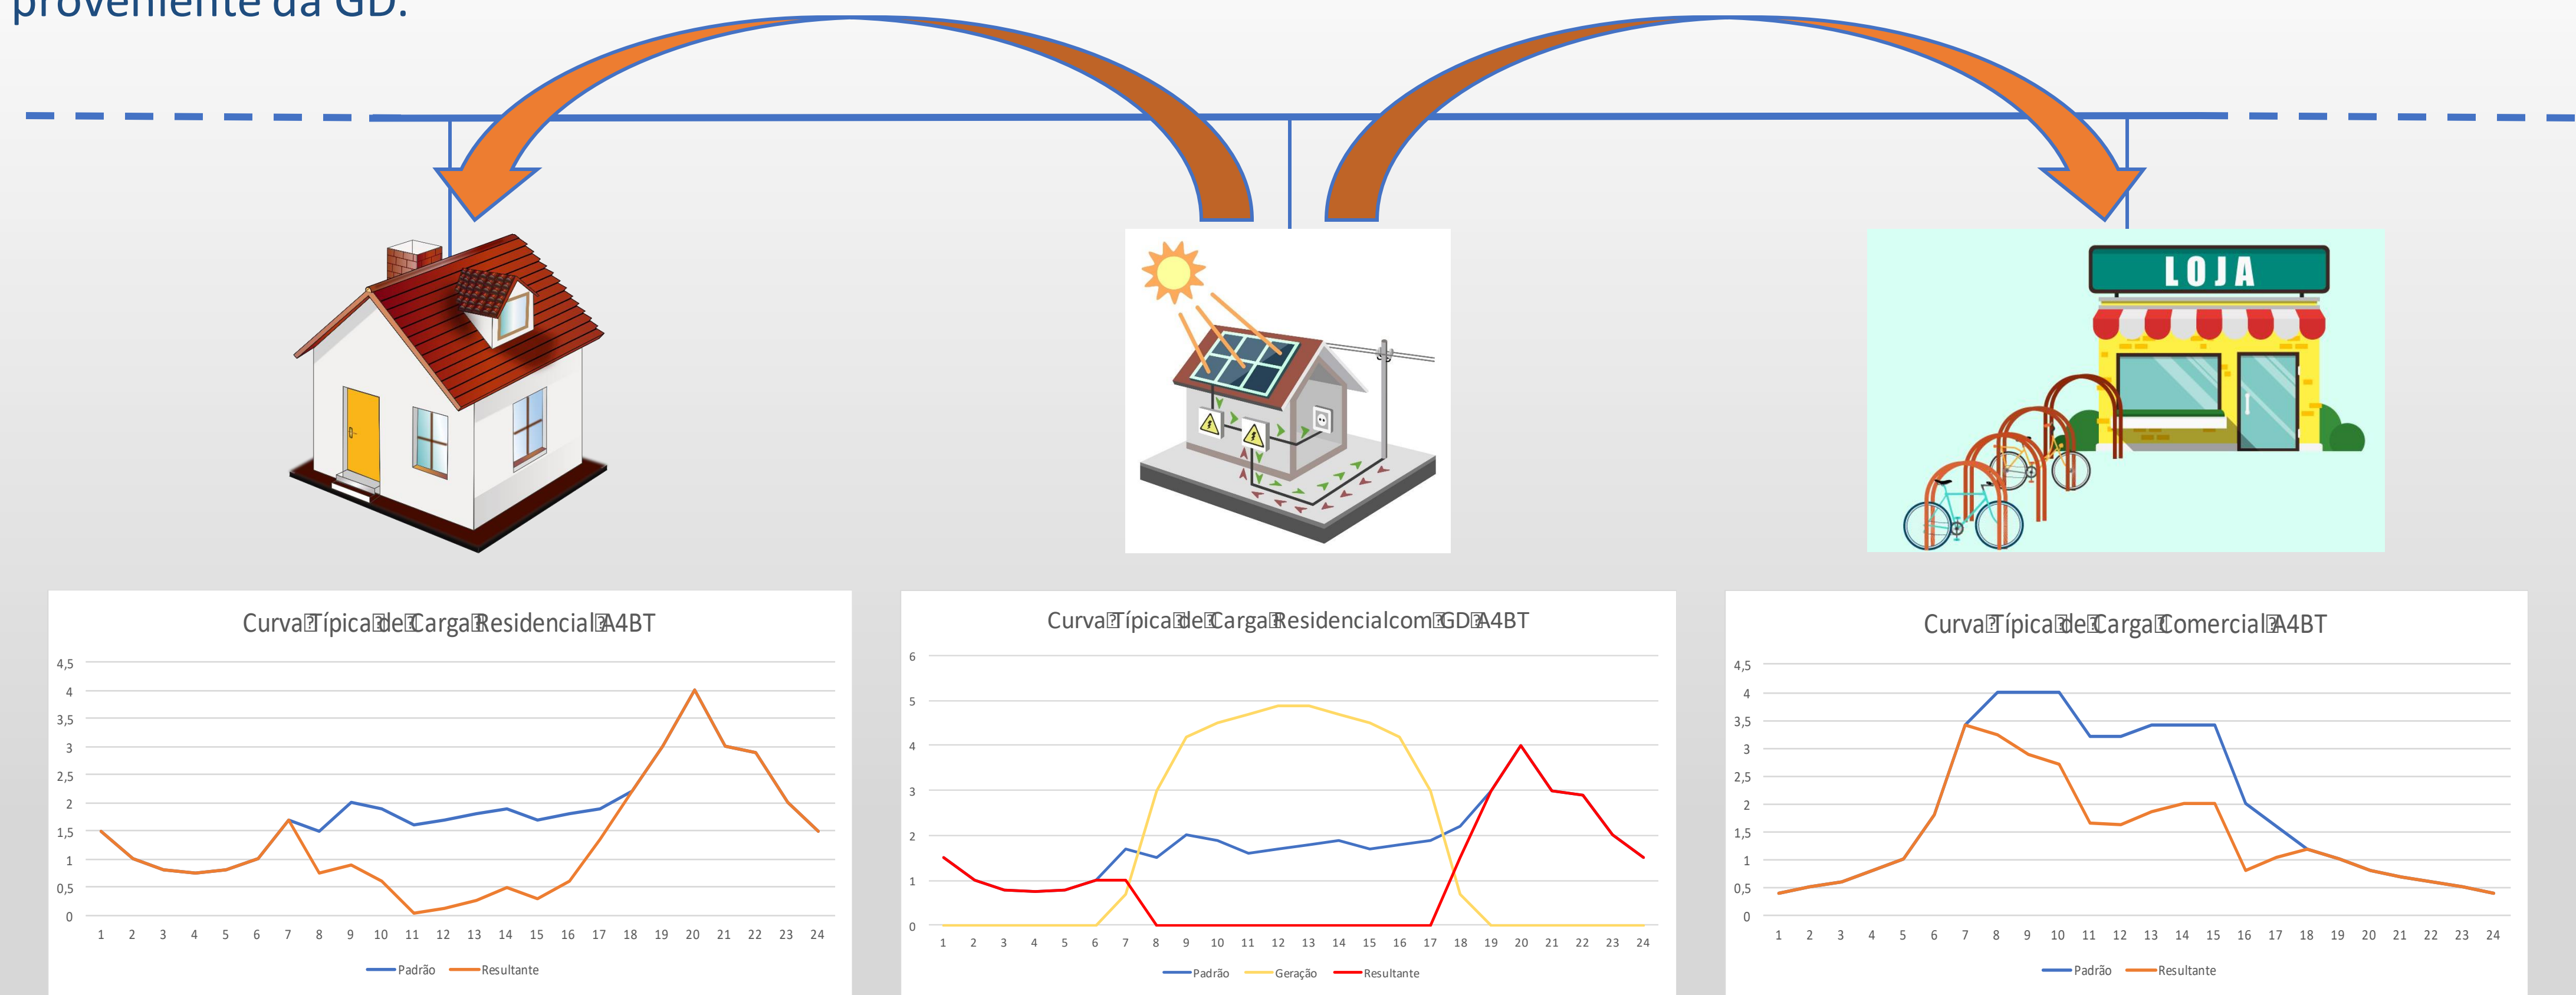 proveniente da GD.
LOJA
Curva Típica de Carga Residencial A4BT
4,5
4
3,5
3
2,5
2
1,5
1
0,5
0
1 2 3 4 5 6 7 8 9 10 11 12 13 14 15 16 17 18 19 20 21 22 23 24
Padrão Resultante
Curva Típica de Carga Residencialcom GD A4BT
6
5
4
3
2
1
0
1 2 3 4 5 6 7 8 9 10 11 12 13 14 15 16 17 18 19 20 21 22 23 24
Padrão Geração Resultante
Curva Típica de Carga Comercial A4BT
4,5
4
3,5
3
2,5
2
1,5
1
0,5
0
1 2 3 4 5 6 7 8 9 10 11 12 13 14 15 16 17 18 19 20 21 22 23 24
Padrão Resultante